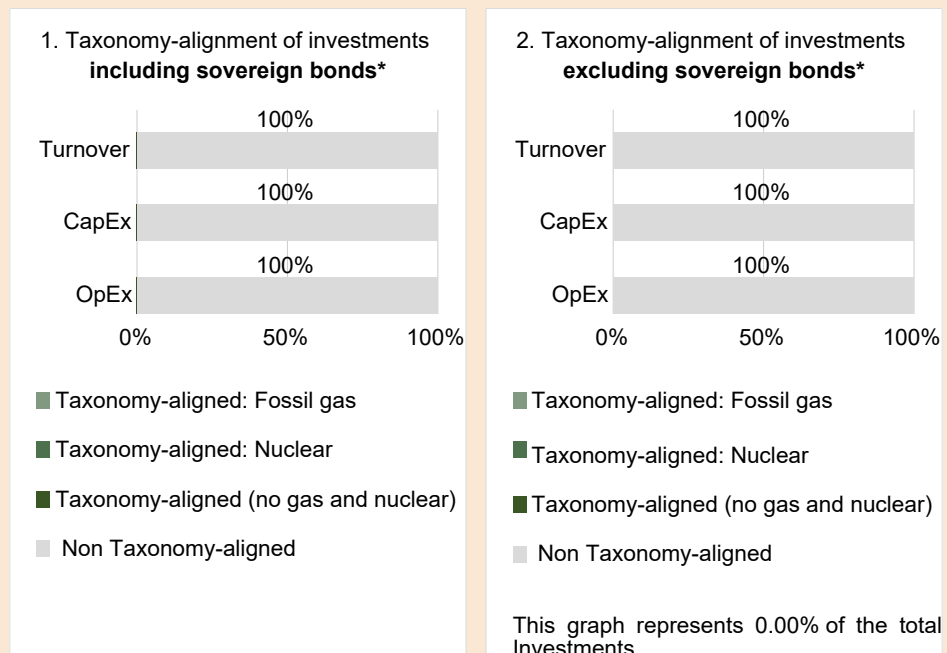 1. Taxonomy-alignment of investments
including sovereign bonds*
100%
Turnover
100%
CapEx
100%
OpEx
0% 50% 100%
Taxonomy-aligned: Fossil gas
Taxonomy-aligned: Nuclear
Taxonomy-aligned (no gas and nuclear)
Non Taxonomy-aligned
2. Taxonomy-alignment of investments
excluding sovereign bonds*
100%
Turnover
100%
CapEx
100%
OpEx
0% 50% 100%
Taxonomy-aligned: Fossil gas
Taxonomy-aligned: Nuclear
Taxonomy-aligned (no gas and nuclear)
Non Taxonomy-aligned
This graph represents 0.00% of the total
Investments